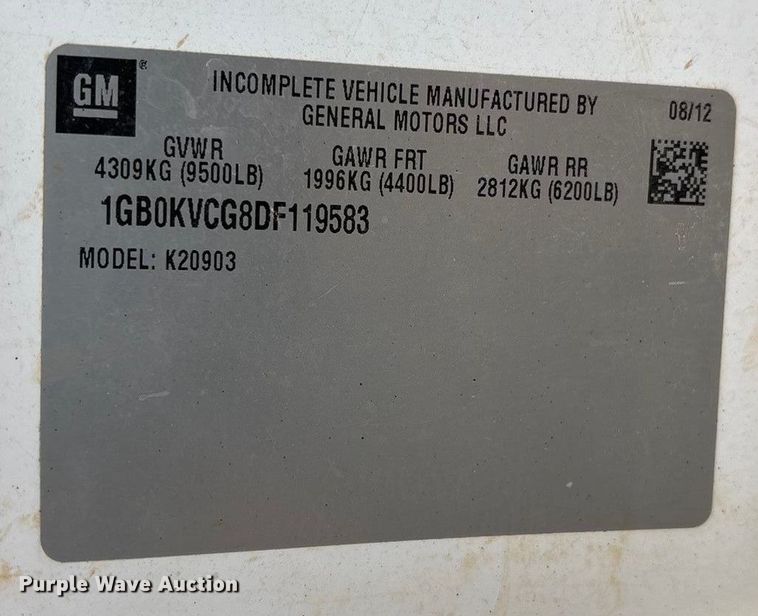 GM®
INCOMPLETE VEHICLE MANUFACTURED BY
GENERAL MOTORS LLC
08/12
GVWR
4309KG (9500LB)
GAWR FRT
1996KG (4400LB)
GAWR RR
2812KG (6200LB)
1GB0KVCG8DF119583
MODEL: K20903
Purple Wave Auction